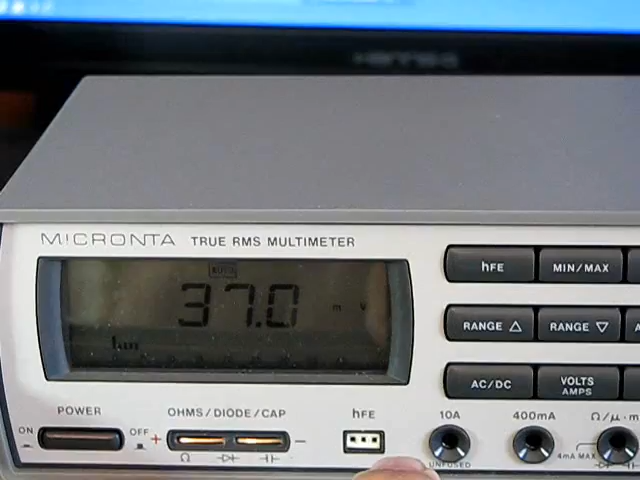 MICRONTA TRUE RMS MULTIMETER
AUTO
37.0 m V
hFE
MIN/MAX
RANGE △
RANGE ▽
AC/DC
VOLTS
AMPS
POWER
ON
OFF
OHMS/DIODE/CAP
+
−
Ω
hFE
10A
UNFUSED
400mA
4mA MAX
Ω/µ·m